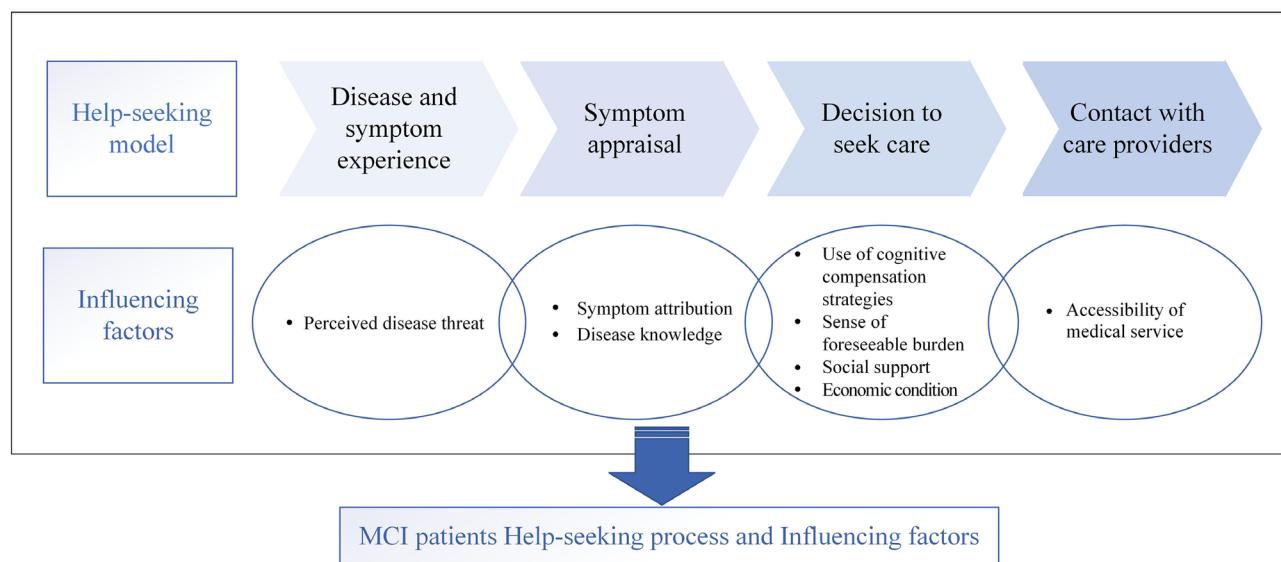 Help-seeking
model
Disease and
symptom
experience
Symptom
appraisal
Decision to
seek care
Contact with
care providers
Influencing
factors
• Perceived disease threat
• Symptom attribution
• Disease knowledge
• Use of cognitive
compensation
strategies
• Sense of
foreseeable burden
• Social support
• Economic condition
• Accessibility of
medical service
MCI patients Help-seeking process and Influencing factors